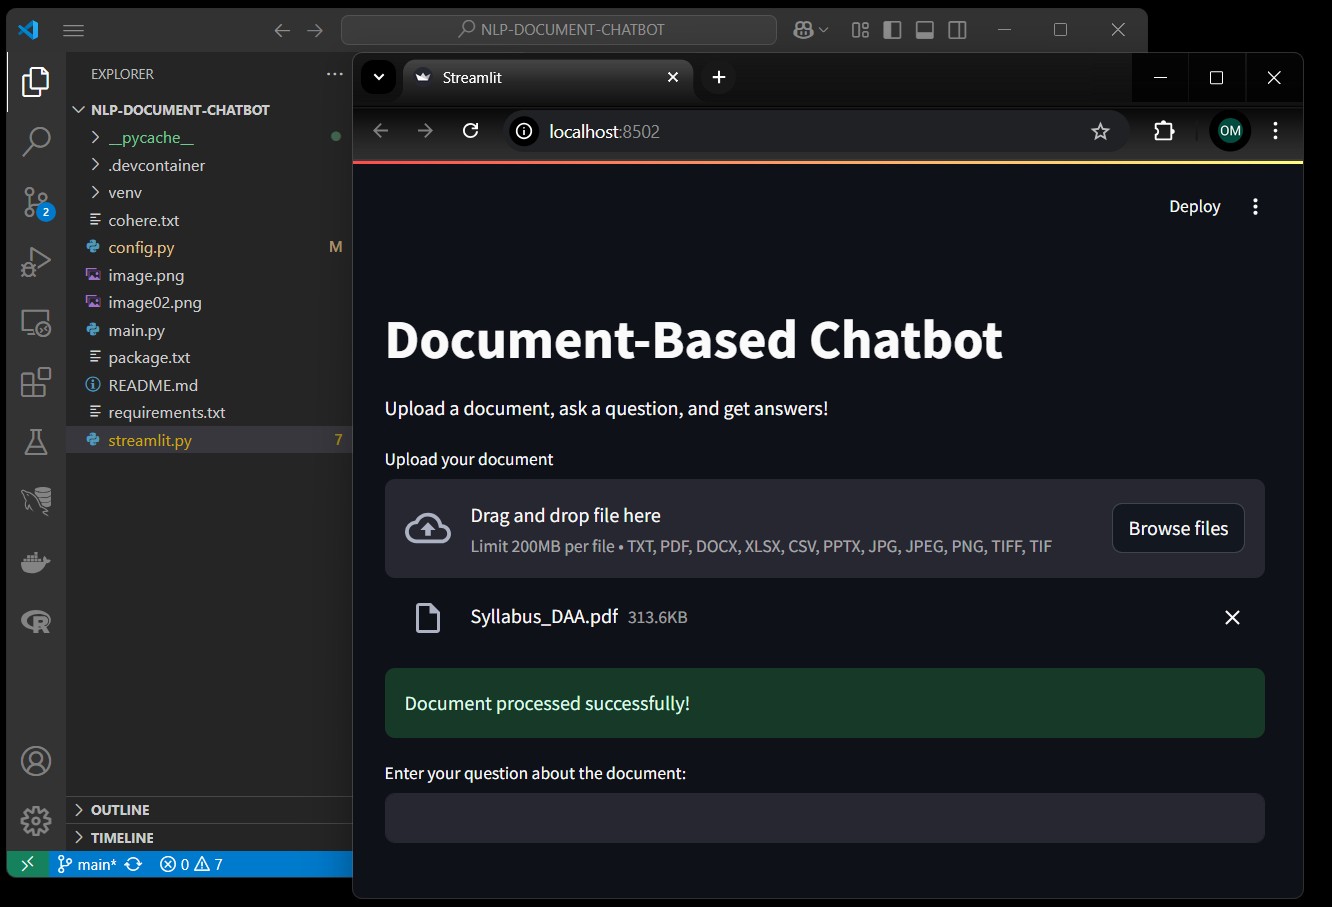 NLP-DOCUMENT-CHATBOT
EXPLORER
NLP-DOCUMENT-CHATBOT
__pycache__
.devcontainer
venv
cohere.txt
config.py M
image.png
image02.png
main.py
package.txt
README.md
requirements.txt
streamlit.py 7
2
OUTLINE
TIMELINE
main* 0 7
Streamlit
localhost:8502
OM
Deploy
Document-Based Chatbot
Upload a document, ask a question, and get answers!
Upload your document
Drag and drop file here
Limit 200MB per file • TXT, PDF, DOCX, XLSX, CSV, PPTX, JPG, JPEG, PNG, TIFF, TIF
Browse files
Syllabus_DAA.pdf 313.6KB
Document processed successfully!
Enter your question about the document: